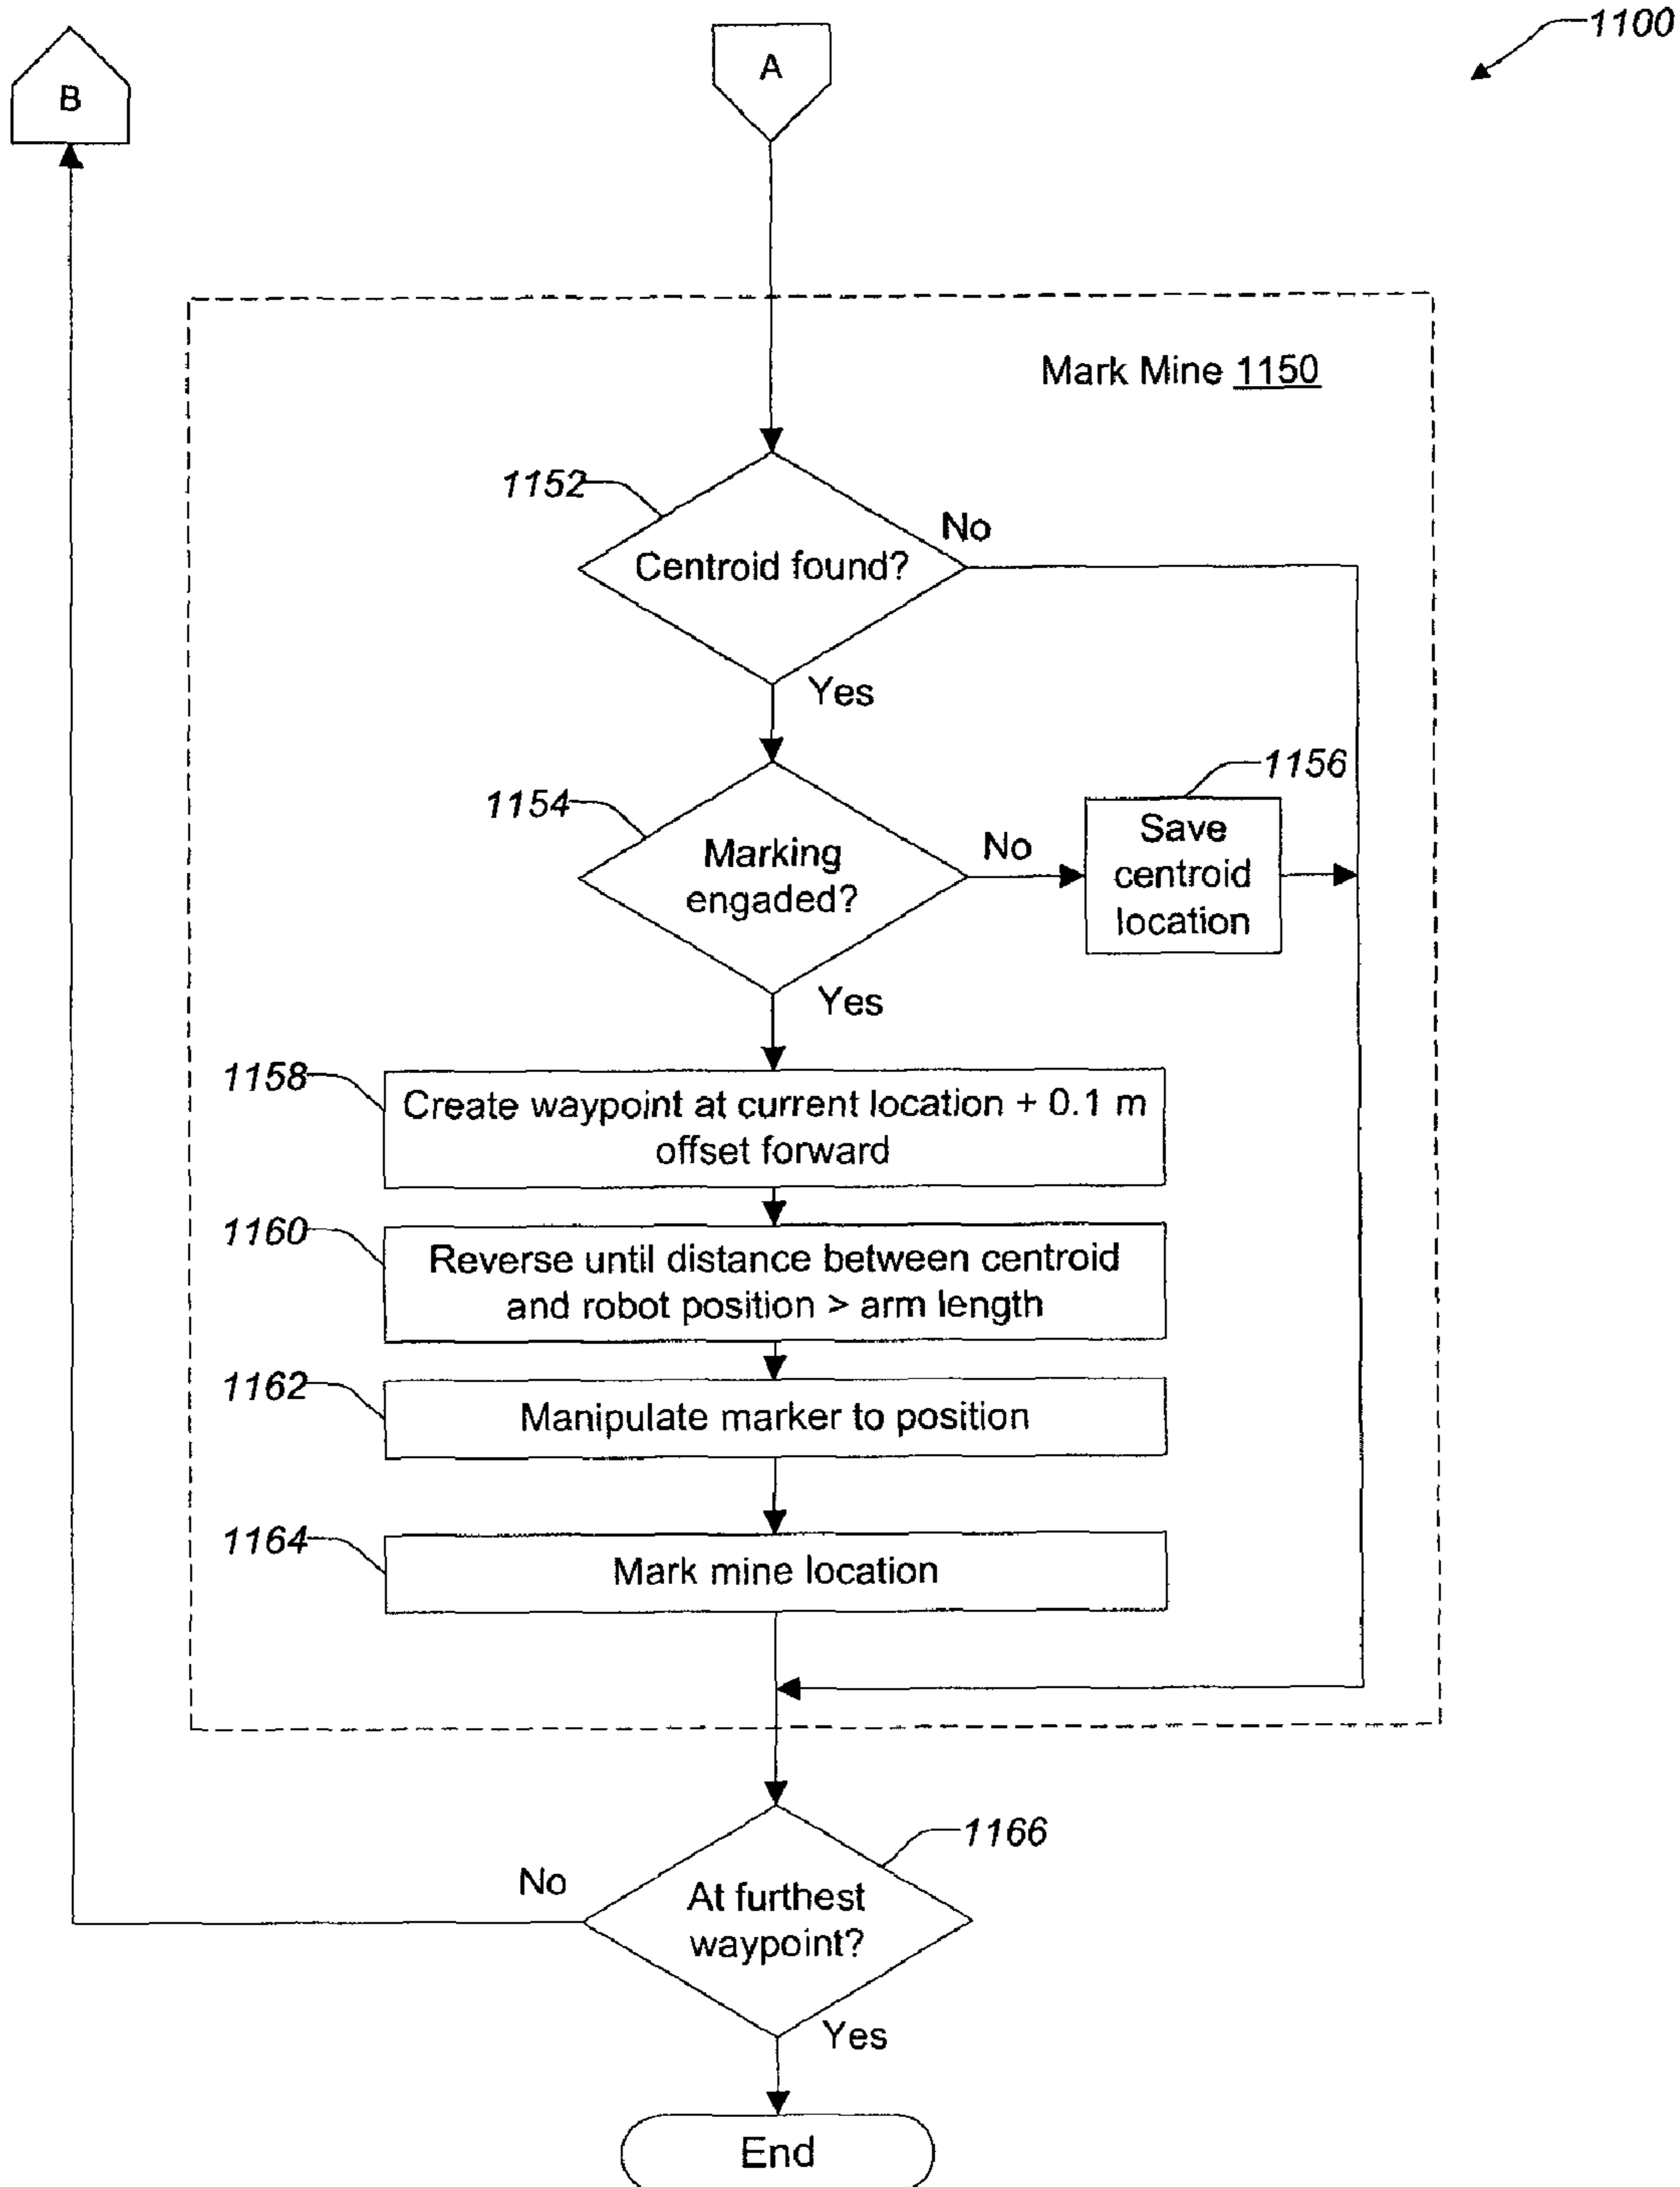 1100
B
A
Mark Mine 1150
1152
No
Centroid found?
Yes
1156
1154
Marking
engaded?
No
Save
centroid
location
Yes
1158
Create waypoint at current location + 0.1 m
offset forward
1160
Reverse until distance between centroid
and robot position > arm length
1162
Manipulate marker to position
1164
Mark mine location
1166
No
At furthest
waypoint?
Yes
End